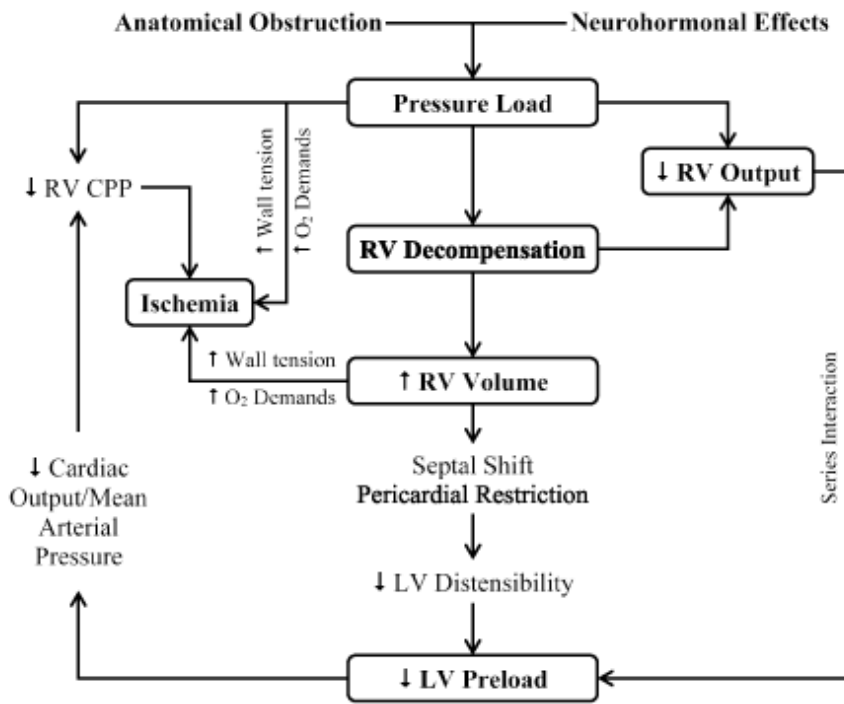 Anatomical Obstruction
Neurohormonal Effects
Pressure Load
↑ Wall tension
↑ O₂ Demands
↓ RV CPP
↓ RV Output
RV Decompensation
Ischemia
↑ Wall tension
↑ O₂ Demands
↑ RV Volume
Series Interaction
Septal Shift
Pericardial Restriction
↓ Cardiac
Output/Mean
Arterial
Pressure
↓ LV Distensibility
↓ LV Preload